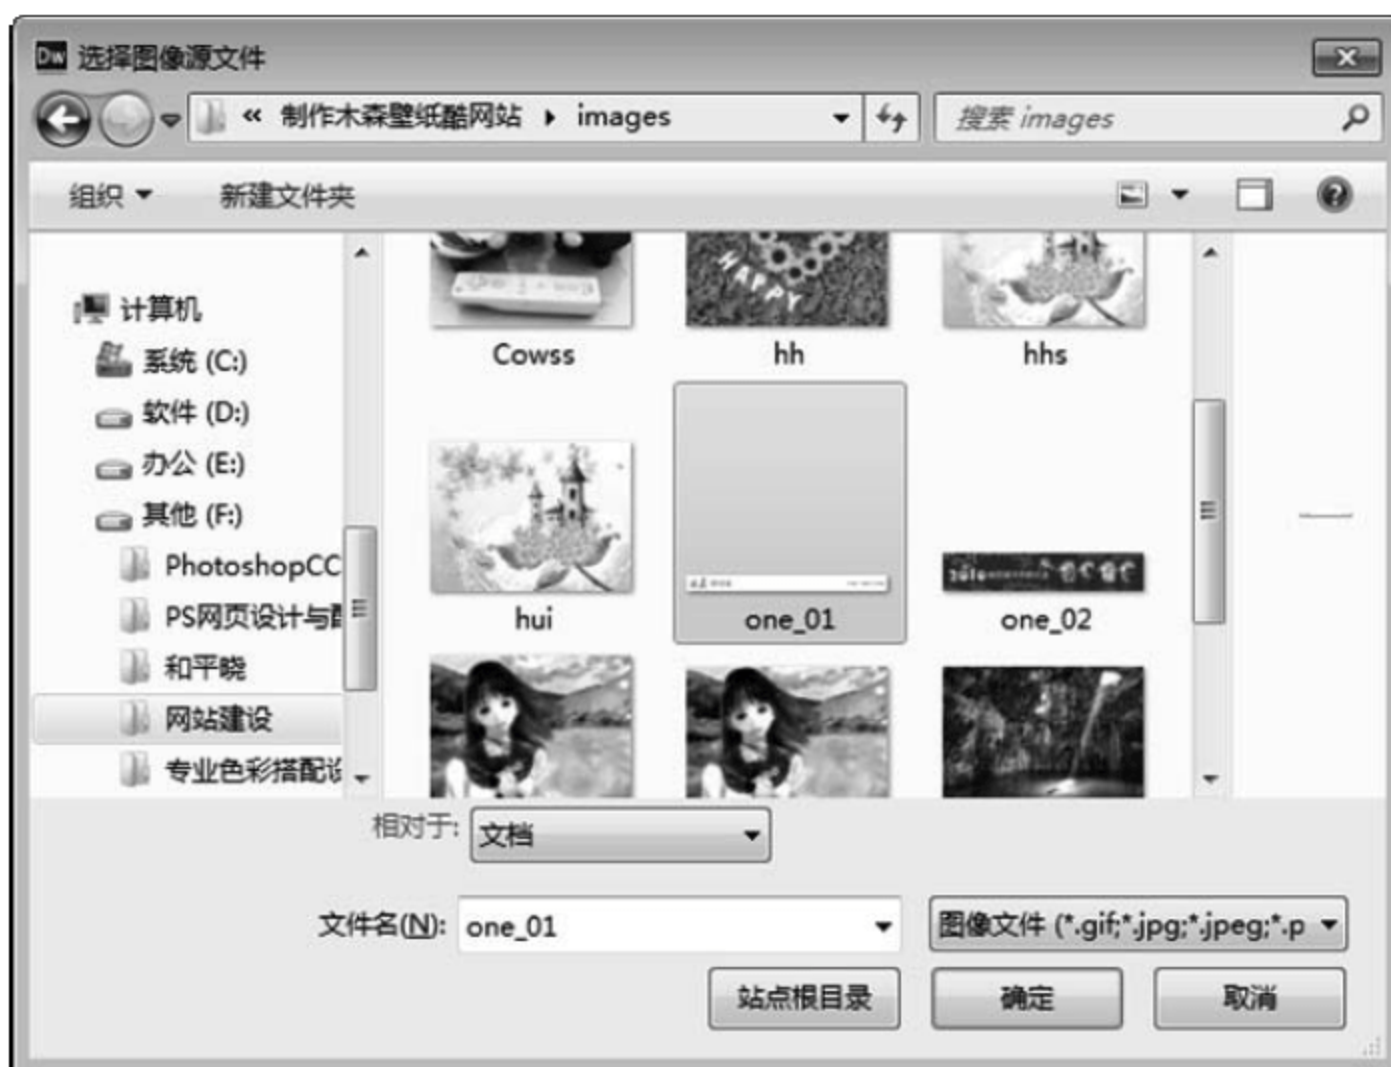 Dw 选择图像源文件
« 制作木森壁纸酷网站 images
搜索 images
组织 新建文件夹
计算机
系统 (C:)
软件 (D:)
办公 (E:)
其他 (F:)
PhotoshopCC
PS网页设计与
和平晓
网站建设
专业色彩搭配设
HAPPY
Cowss hh hhs
hui one_01 one_02
相对于: 文档
文件名(N): one_01 图像文件 (*.gif;*.jpg;*.jpeg;*.p
站点根目录 确定 取消